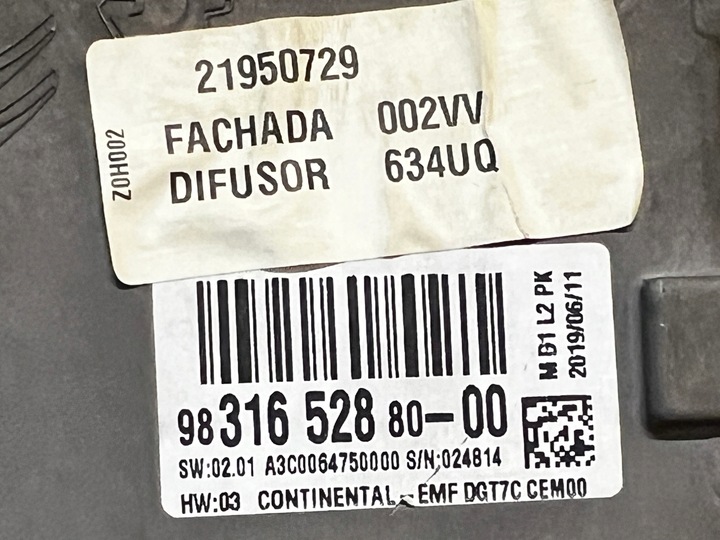 21950729
FACHADA 002VV
DIFUSOR 634UQ
Z0H002
M D1 L2 PK
2019/06/11
98 316 528 80-00
SW:02.01 A3C0064750000 S/N:024814
HW:03 CONTINENTAL-EMF DGT7C CEM00